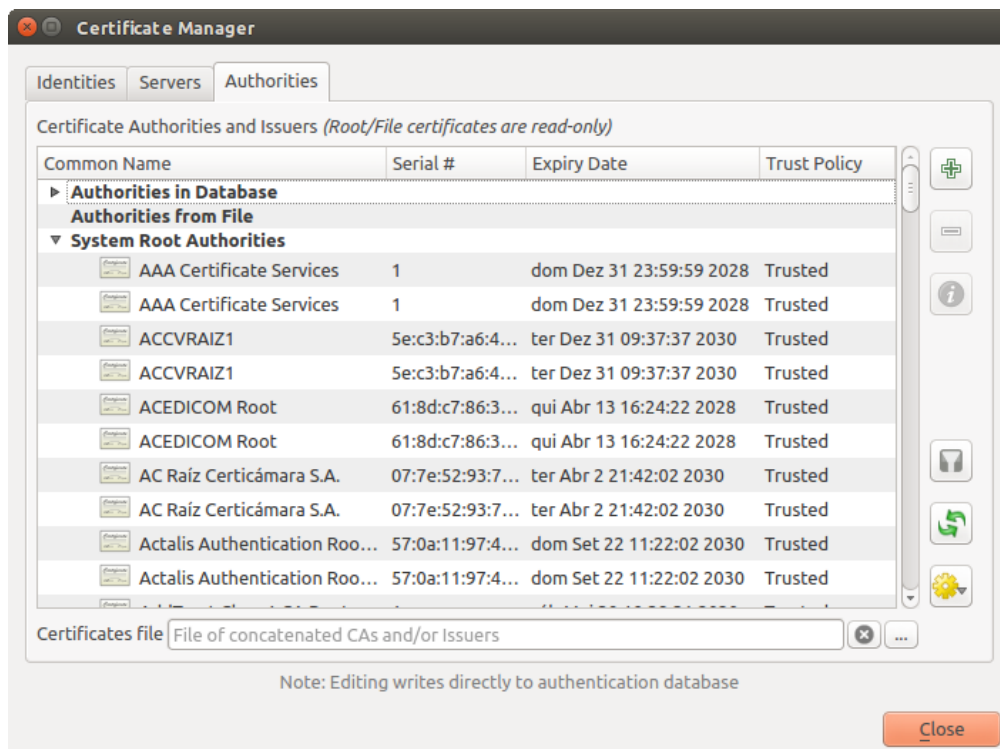 Certificate Manager
Identities Servers Authorities
Certificate Authorities and Issuers (Root/File certificates are read-only)
Common Name Serial # Expiry Date Trust Policy
Authorities in Database
Authorities from File
System Root Authorities
AAA Certificate Services 1 dom Dez 31 23:59:59 2028 Trusted
AAA Certificate Services 1 dom Dez 31 23:59:59 2028 Trusted
ACCVRAIZ1 5e:c3:b7:a6:4... ter Dez 31 09:37:37 2030 Trusted
ACCVRAIZ1 5e:c3:b7:a6:4... ter Dez 31 09:37:37 2030 Trusted
ACEDICOM Root 61:8d:c7:86:3... qui Abr 13 16:24:22 2028 Trusted
ACEDICOM Root 61:8d:c7:86:3... qui Abr 13 16:24:22 2028 Trusted
AC Raíz Certicámara S.A. 07:7e:52:93:7... ter Abr 2 21:42:02 2030 Trusted
AC Raíz Certicámara S.A. 07:7e:52:93:7... ter Abr 2 21:42:02 2030 Trusted
Actalis Authentication Roo... 57:0a:11:97:4... dom Set 22 11:22:02 2030 Trusted
Actalis Authentication Roo... 57:0a:11:97:4... dom Set 22 11:22:02 2030 Trusted
Certificates file File of concatenated CAs and/or Issuers ...
Note: Editing writes directly to authentication database
Close